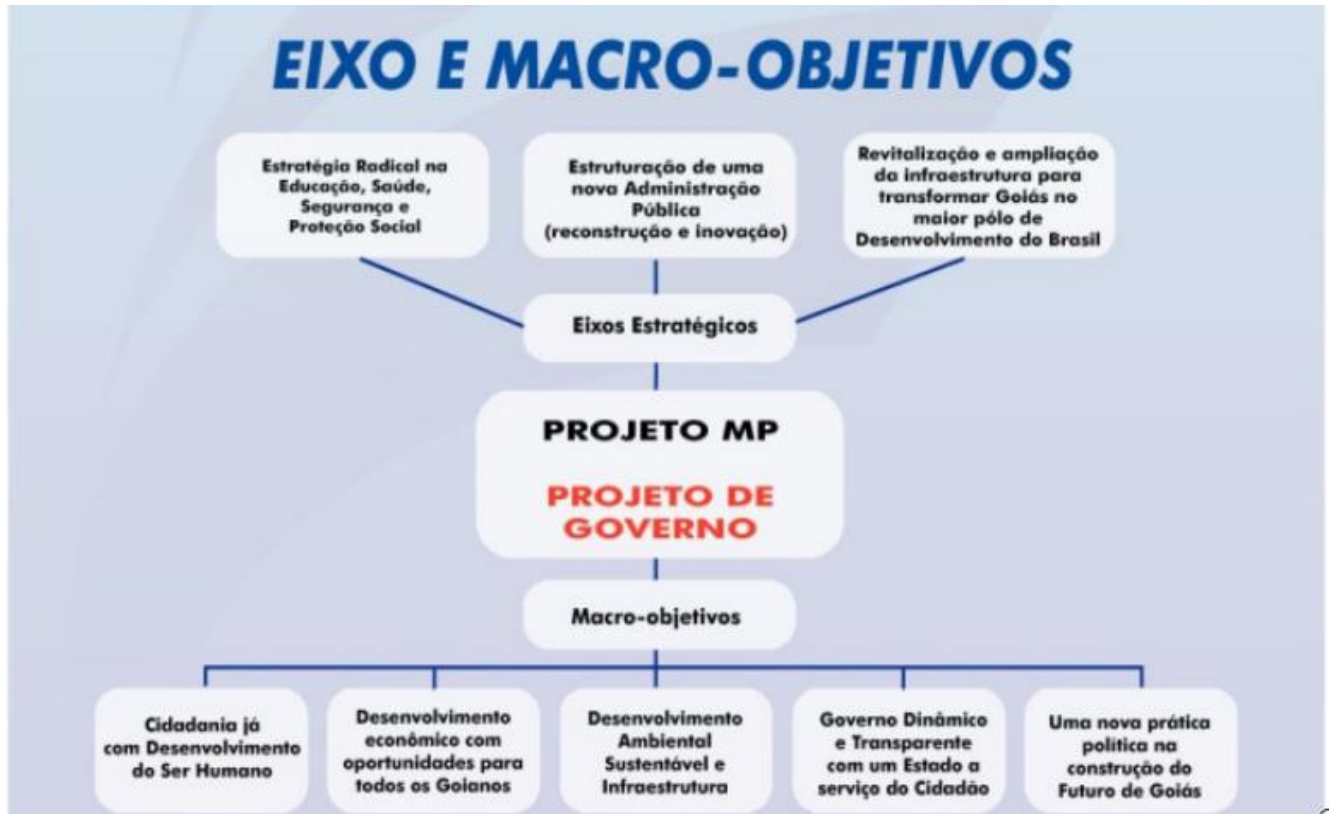 EIXO E MACRO-OBJETIVOS
Estratégia Radical na
Educação, Saúde,
Segurança e
Proteção Social
Estruturação de uma
nova Administração
Pública
(reconstrução e inovação)
Revitalização e ampliação
da infraestrutura para
transformar Goiás no
maior pólo de
Desenvolvimento do Brasil
Eixos Estratégicos
PROJETO MP
PROJETO DE
GOVERNO
Macro-objetivos
Cidadania já
com Desenvolvimento
do Ser Humano
Desenvolvimento
econômico com
oportunidades para
todos os Goianos
Desenvolvimento
Ambiental
Sustentável e
Infraestrutura
Governo Dinâmico
e Transparente
com um Estado a
serviço do Cidadão
Uma nova prática
política na
construção do
Futuro de Goiás